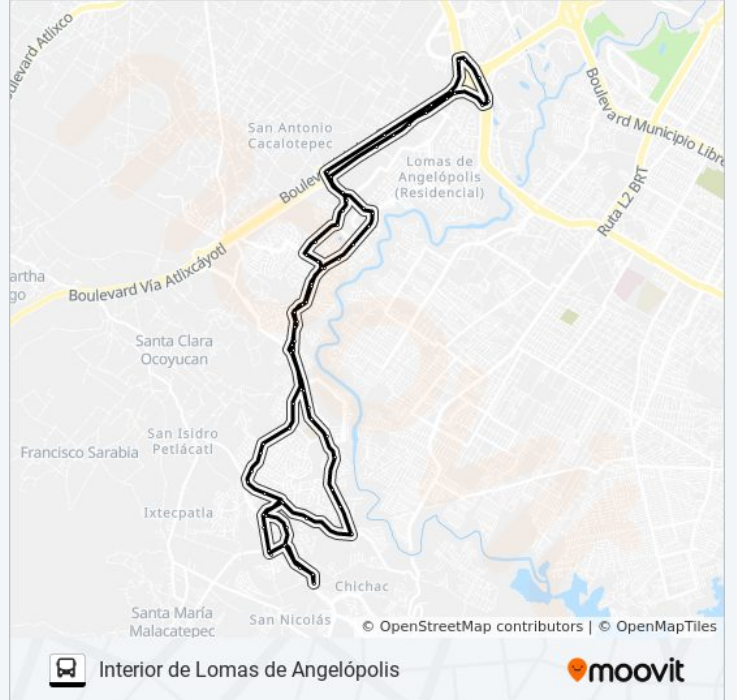 ulevard Atlixco
Boulevard Municipio Libre
San Antonio
Cacalotepec
Lomas de
Angelópolis
(Residencial)
Boulev
Ruta L2 BRT
Boulevard Vía Atlixcáyotl
artha
go
Santa Clara
Ocoyucan
San Isidro
Petlácatl
Francisco Sarabia
Ixtecpatla
Chichac
Santa María
Malacatepec
San Nicolás
© OpenStreetMap contributors | © OpenMapTiles
Interior de Lomas de Angelópolis
moovit